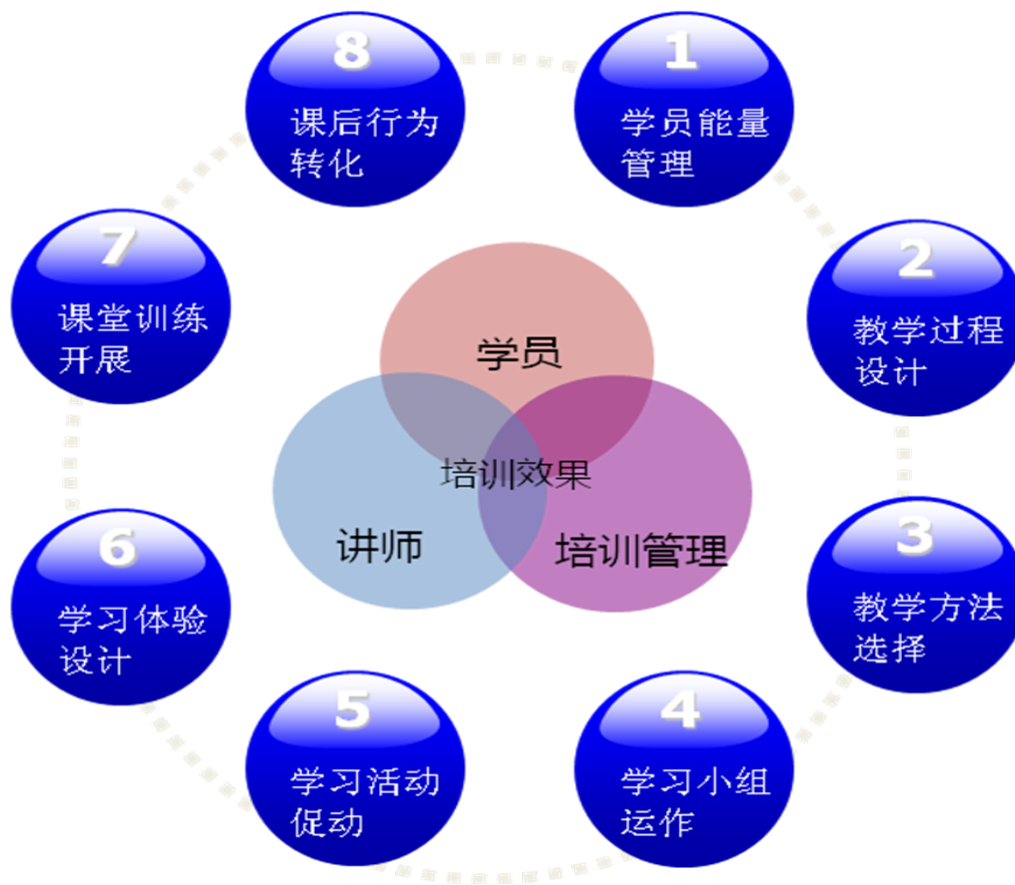 1
学员能量
管理
2
教学过程
设计
3
教学方法
选择
4
学习小组
运作
5
学习活动
促动
6
学习体验
设计
7
课堂训练
开展
8
课后行为
转化
学员
培训效果
讲师
培训管理